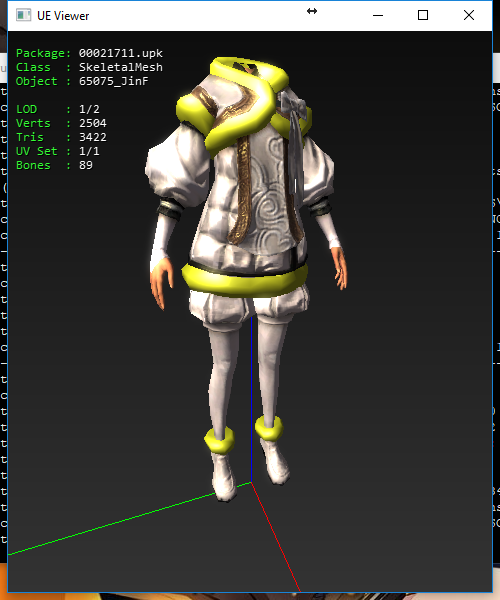 UE Viewer
Package: 00021711.upk
Class : SkeletalMesh
Object : 65075_JinF
LOD : 1/2
Verts : 2504
Tris : 3422
UV Set : 1/1
Bones : 89